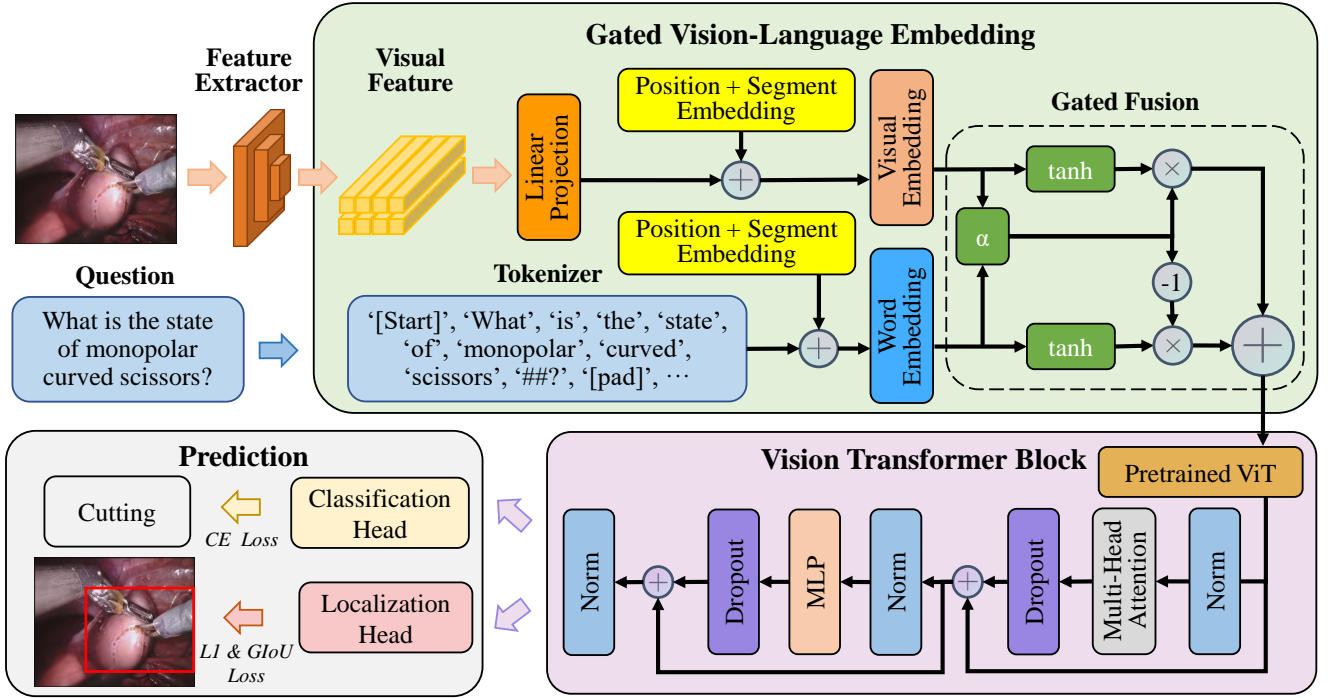 Gated Vision-Language Embedding
Feature
Extractor
Visual
Feature
Linear
Projection
Position + Segment
Embedding
Visual
Embedding
Gated Fusion
tanh
×
+
α
-1
Question
What is the state
of monopolar
curved scissors?
Tokenizer
‘[Start]’, ‘What’, ‘is’, ‘the’, ‘state’,
‘of’, ‘monopolar’, ‘curved’,
‘scissors’, ‘##?’, ‘[pad]’, ···
Position + Segment
Embedding
+
Word
Embedding
tanh
×
+
Prediction
Cutting
CE Loss
Classification
Head
L1 & GIoU
Loss
Localization
Head
Vision Transformer Block
Pretrained ViT
Norm
+
Dropout
MLP
Norm
+
Dropout
Multi-Head
Attention
Norm